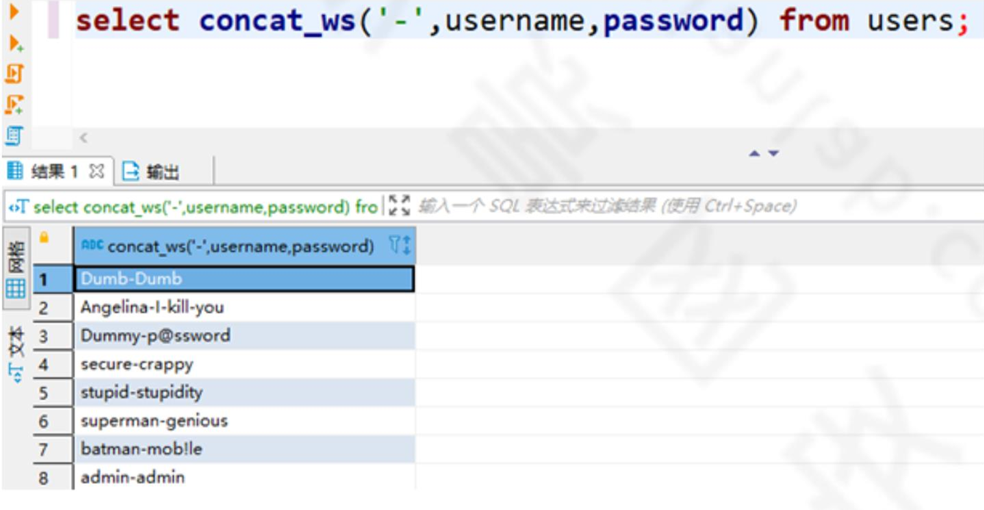 select concat_ws('-',username,password) from users;
结果 1
输出
select concat_ws('-',username,password) fro
输入一个 SQL 表达式来过滤结果 (使用 Ctrl+Space)
网格
文本
ABC concat_ws('-',username,password)
1 Dumb-Dumb
2 Angelina-I-kill-you
3 Dummy-p@ssword
4 secure-crappy
5 stupid-stupidity
6 superman-genious
7 batman-mob!le
8 admin-admin